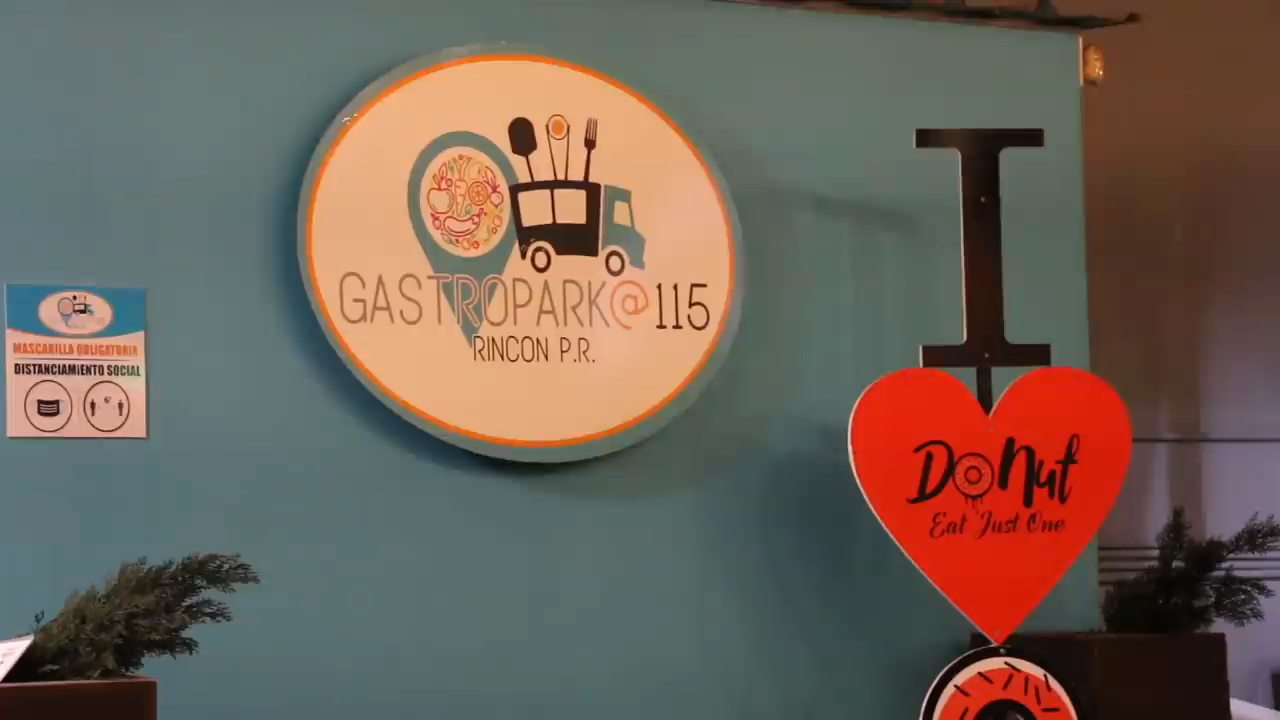 GASTROPARK@115
RINCON P.R.
MASCARILLA OBLIGATORIA
DISTANCIAMIENTO SOCIAL
I
DoNut
Eat Just One